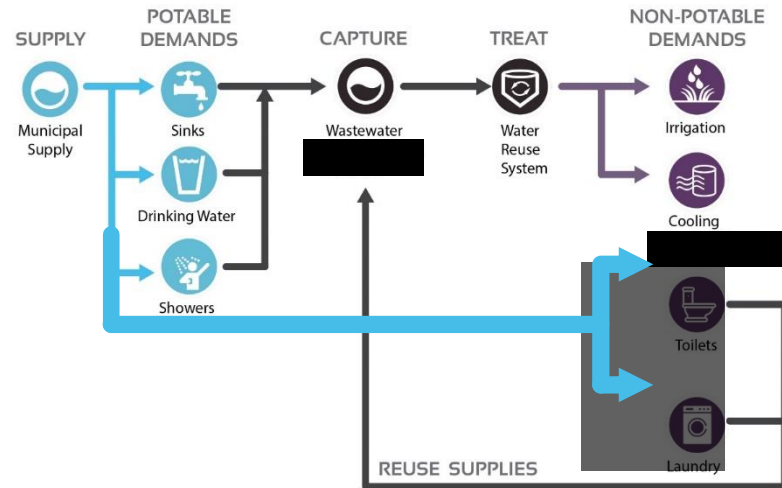 SUPPLY
POTABLE
DEMANDS
CAPTURE
TREAT
NON-POTABLE
DEMANDS
Municipal
Supply
Sinks
Wastewater
Water
Reuse
System
Irrigation
Drinking Water
Cooling
Showers
Toilets
Laundry
REUSE SUPPLIES